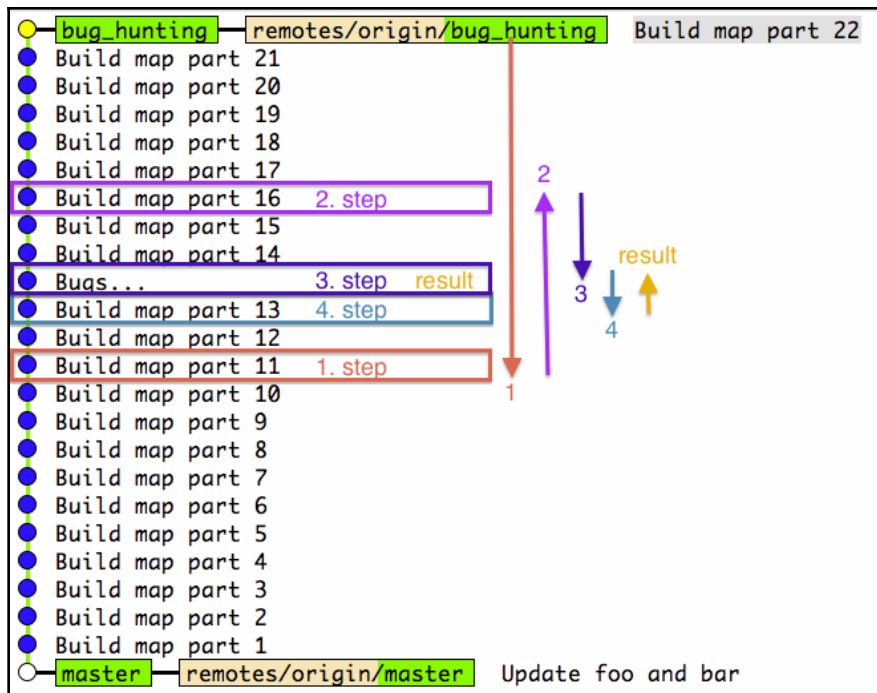 bug_hunting remotes/origin/bug_hunting Build map part 22
Build map part 21
Build map part 20
Build map part 19
Build map part 18
Build map part 17
2
Build map part 16 2. step
Build map part 15
Build map part 14
result
Bugs... 3. step result
3
Build map part 13 4. step
4
Build map part 12
Build map part 11 1. step
Build map part 10
1
Build map part 9
Build map part 8
Build map part 7
Build map part 6
Build map part 5
Build map part 4
Build map part 3
Build map part 2
Build map part 1
master remotes/origin/master Update foo and bar